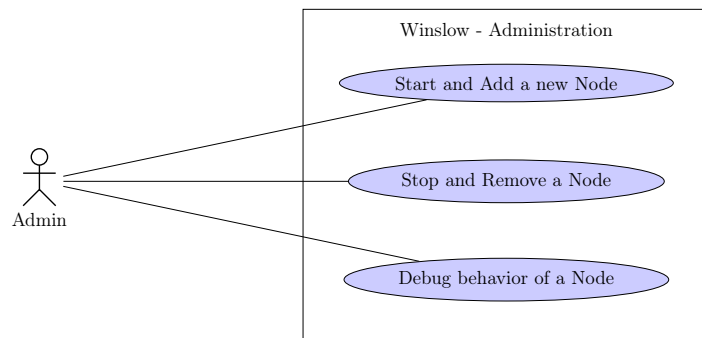 Winslow - Administration
Start and Add a new Node
Stop and Remove a Node
Admin
Debug behavior of a Node